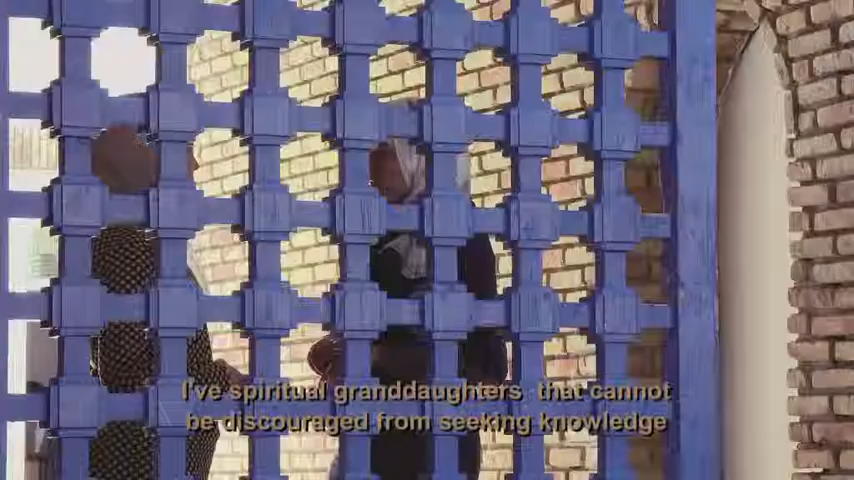 I've spiritual granddaughters that cannot
be discouraged from seeking knowledge